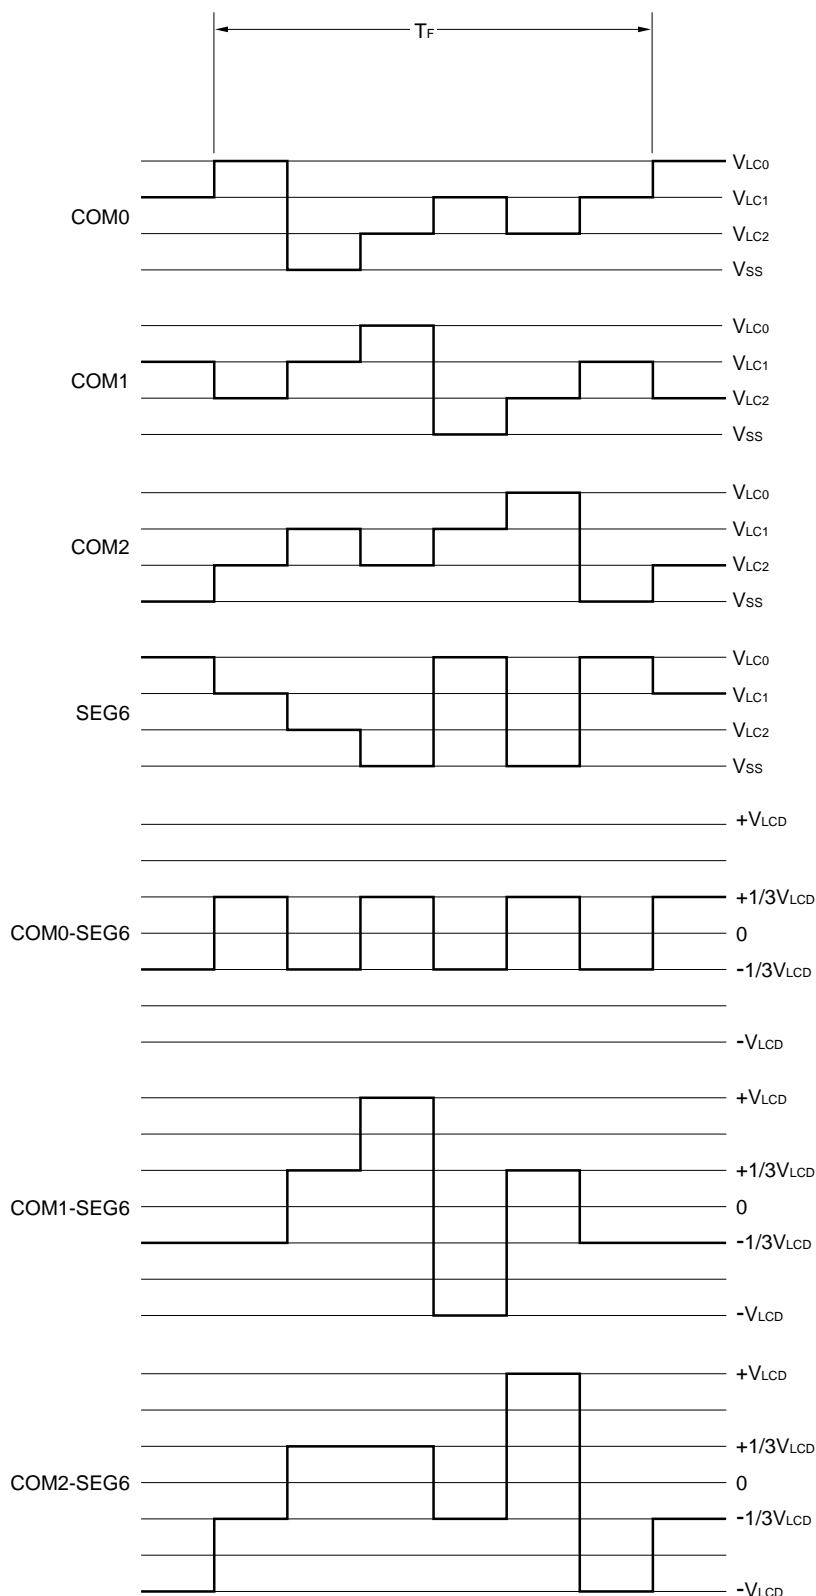 TF
VLC0
VLC1
COM0
VLC2
VSS
VLC0
VLC1
COM1
VLC2
VSS
VLC0
VLC1
COM2
VLC2
VSS
VLC0
VLC1
SEG6
VLC2
VSS
+VLCD
+1/3VLCD
COM0-SEG6
0
-1/3VLCD
-VLCD
+VLCD
+1/3VLCD
COM1-SEG6
0
-1/3VLCD
-VLCD
+VLCD
+1/3VLCD
COM2-SEG6
0
-1/3VLCD
-VLCD